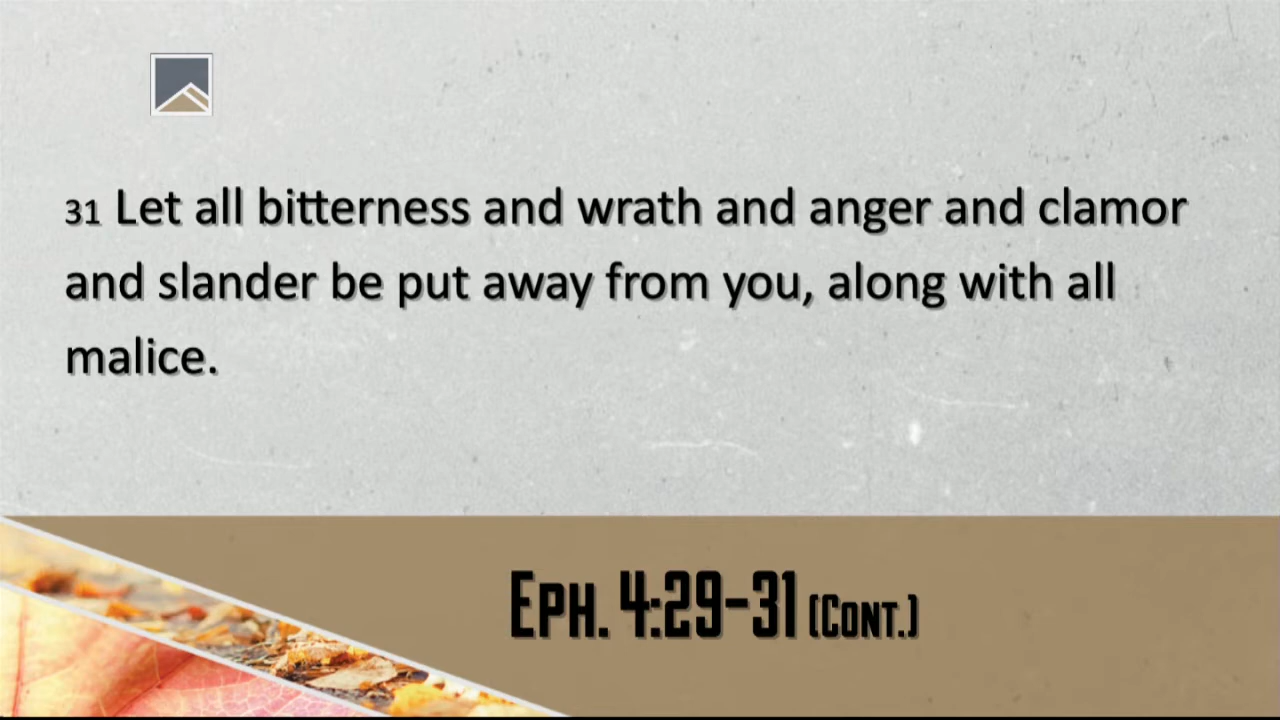 31 Let all bitterness and wrath and anger and clamor
and slander be put away from you, along with all
malice.
Eph. 4:29-31 (Cont.)